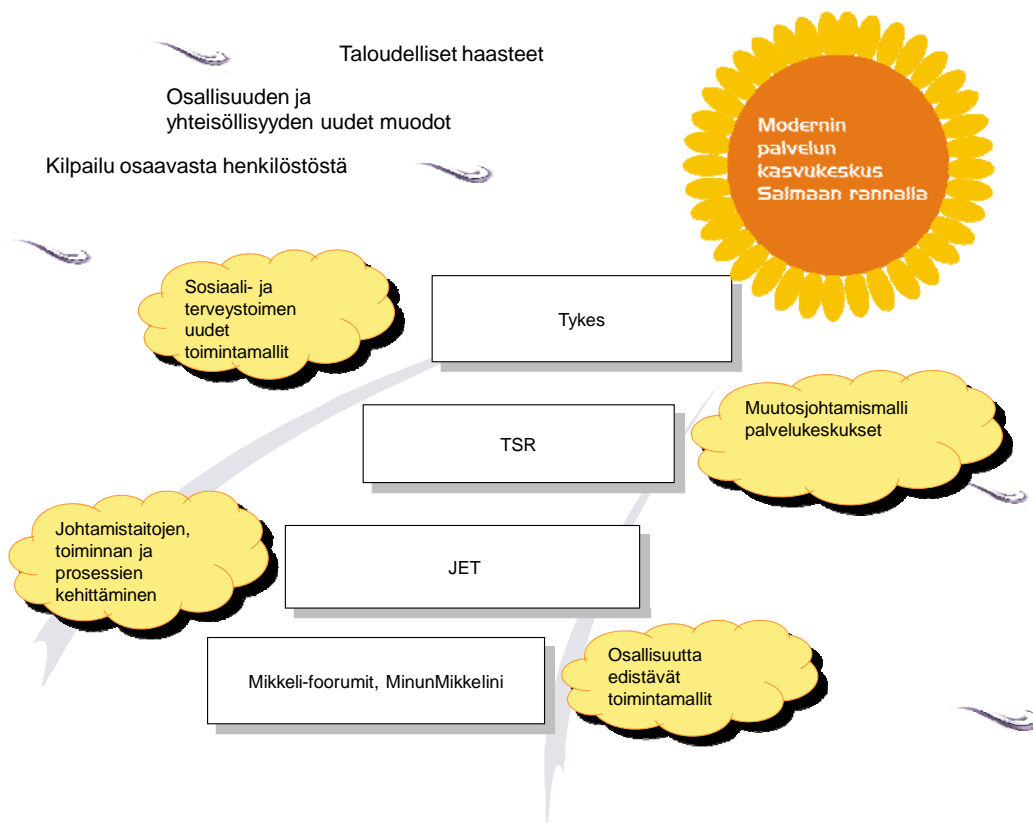 Taloudelliset haasteet
Osallisuuden ja
yhteisöllisyyden uudet muodot
Kilpailu osaavasta henkilöstöstä
Modernin
palvelun
kasvukeskus
Saimaan rannalla
Sosiaali- ja
terveystoimen
uudet
toimintamallit
Tykes
Muutosjohtamismalli
palvelukeskukset
TSR
Johtamistaitojen,
toiminnan ja
prosessien
kehittäminen
JET
Mikkeli-foorumit, MinunMikkelini
Osallisuutta
edistävät
toimintamallit